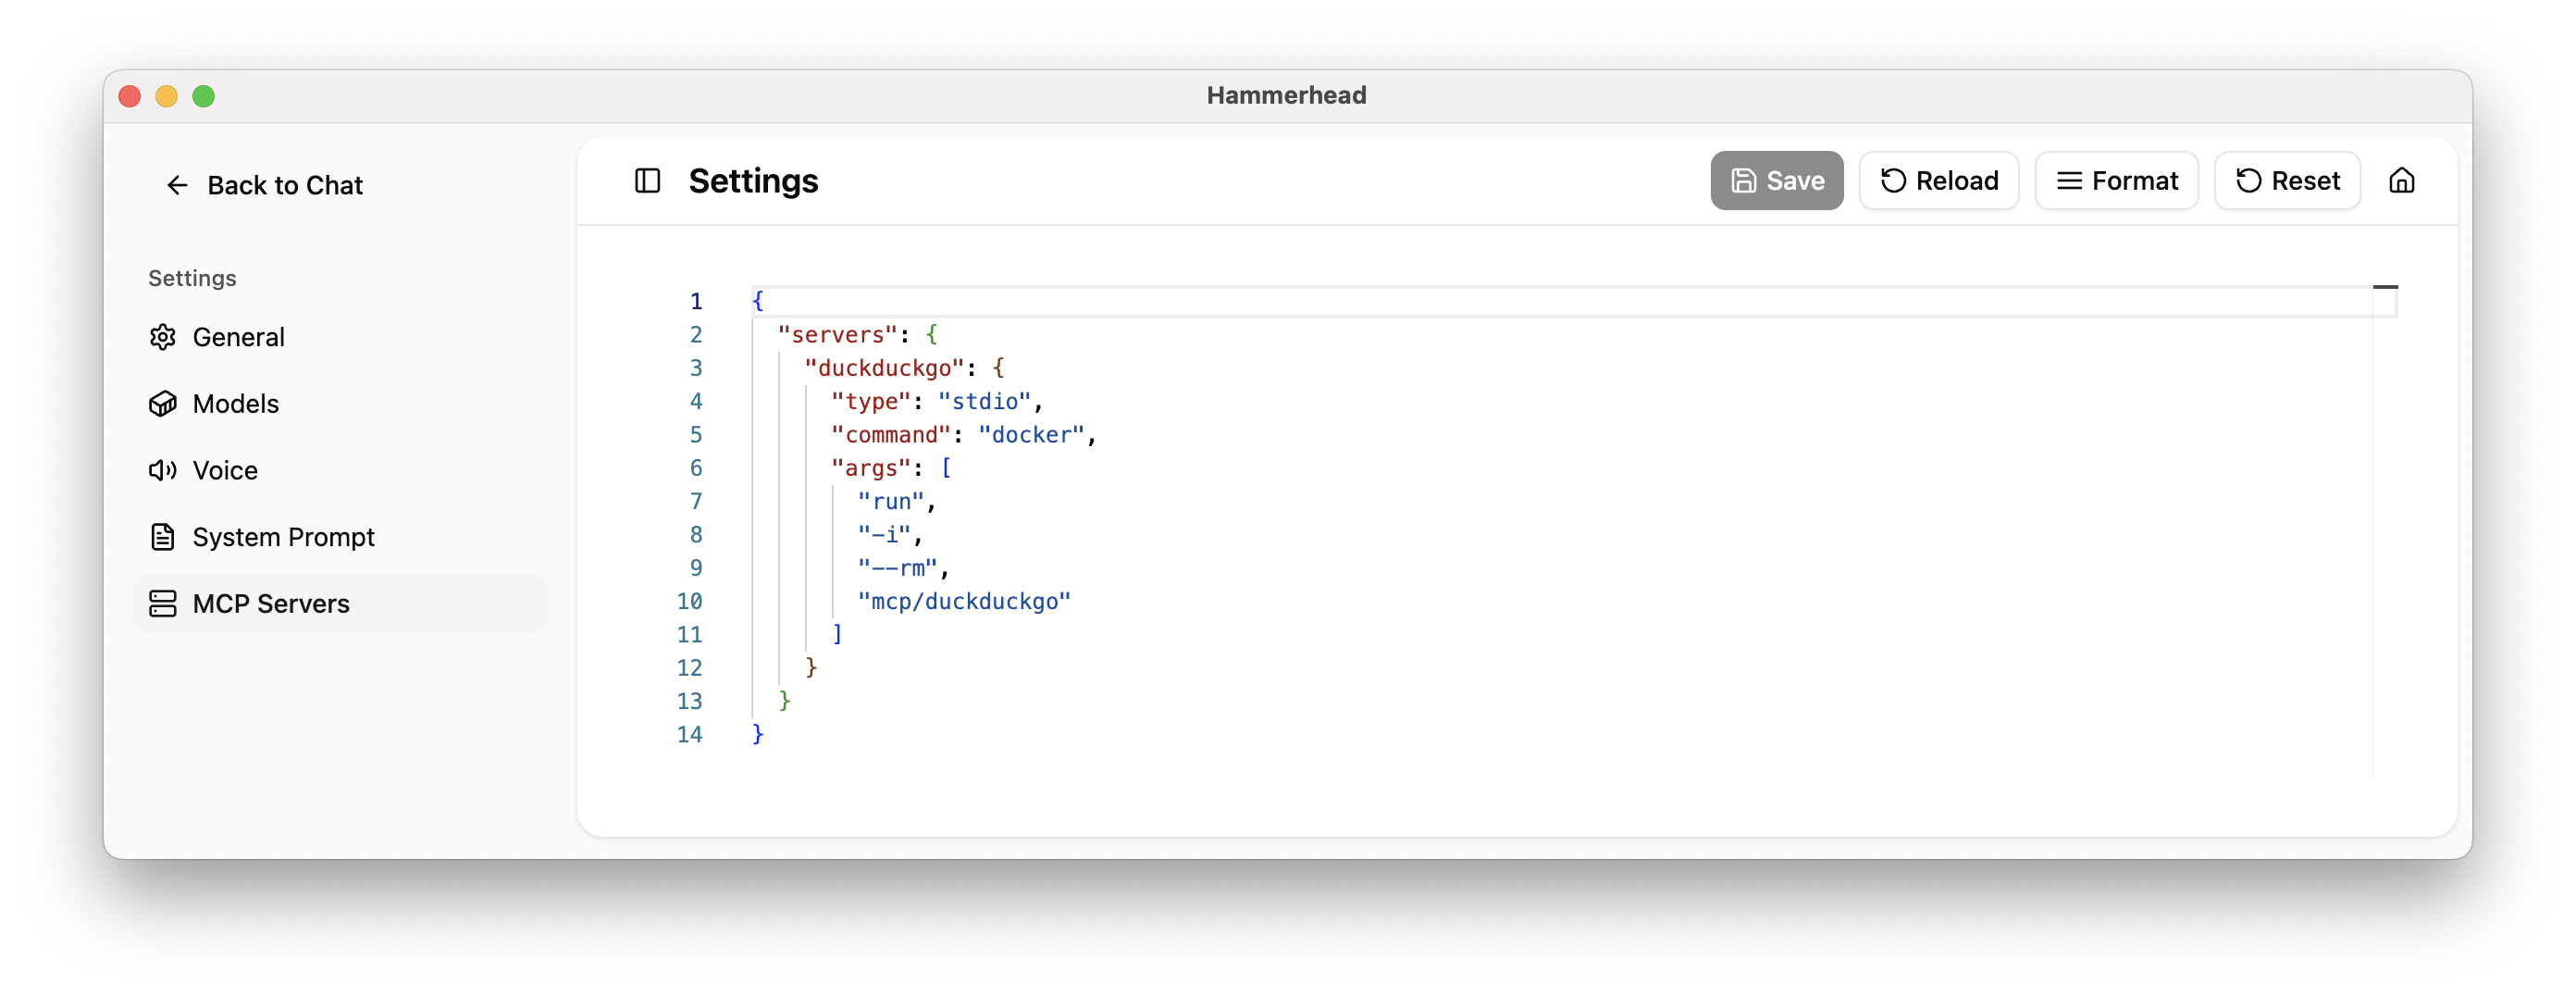 Hammerhead
Back to Chat
Settings
General
Models
Voice
System Prompt
MCP Servers
Settings
Save
Reload
Format
Reset
1 {
2   "servers": {
3     "duckduckgo": {
4       "type": "stdio",
5       "command": "docker",
6       "args": [
7         "run",
8         "-i",
9         "--rm",
10         "mcp/duckduckgo"
11       ]
12     }
13   }
14 }